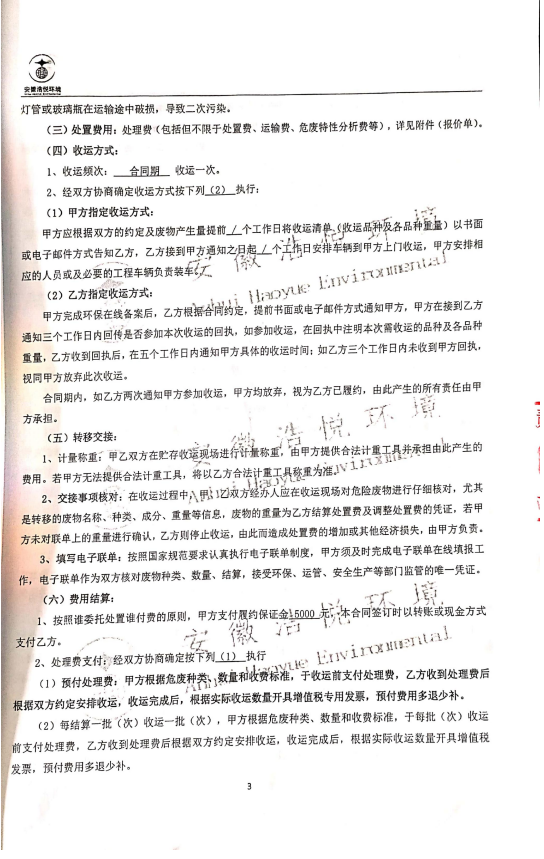 安徽浩悦环境
灯管或玻璃瓶在运输途中破损，导致二次污染。
（三）处置费用：处理费（包括但不限于处置费、运输费、危废特性分析费等），详见附件（报价单）。
（四）收运方式：
1、收运频次：  合同期  收运一次。
2、经双方协商确定收运方式按下列（2）执行：
（1）甲方指定收运方式：
甲方应根据双方的约定及废物产生量提前 / 个工作日将收运清单（收运品种及各品种重量）以书面
或电子邮件方式告知乙方，乙方接到甲方通知之日起 / 个工作日安排车辆到甲方上门收运，甲方安排相
应的人员或及必要的工程车辆负责装车。
（2）乙方指定收运方式：
甲方完成环保在线备案后，乙方根据合同约定，提前书面或电子邮件方式通知甲方，甲方在接到乙方
通知三个工作日内回传是否参加本次收运的回执，如参加收运，在回执中注明本次需收运的品种及各品种
重量，乙方收到回执后，在五个工作日内通知甲方具体的收运时间；如乙方三个工作日内未收到甲方回执，
视同甲方放弃此次收运。
合同期内，如乙方两次通知甲方参加收运，甲方均放弃，视为乙方已履约，由此产生的所有责任由甲
方承担。
（五）转移交接：
1、计量称重：甲乙双方在贮存收运现场进行计量称重，由甲方提供合法计重工具并承担由此产生的
费用。若甲方无法提供合法计重工具，将以乙方合法计重工具称重为准。
2、交接事项核对：在收运过程中，甲、乙双方经办人应在收运现场对危险废物进行仔细核对，尤其
是转移的废物名称、种类、成分、重量等信息，废物的重量为乙方结算处置费及调整处置费的凭证，若甲
方未对联单上的重量进行确认，乙方则停止收运，由此而造成处置费的增加或其他经济损失，由甲方负责。
3、填写电子联单：按照国家规范要求认真执行电子联单制度，甲方须及时完成电子联单在线填报工
作，电子联单作为双方核对废物种类、数量、结算，接受环保、运管、安全生产等部门监管的唯一凭证。
（六）费用结算：
1、按照谁委托处置谁付费的原则，甲方支付履约保证金 5000 元，本合同签订时以转账或现金方式
支付乙方。
2、处理费支付：经双方协商确定按下列（1）执行
（1）预付处理费：甲方根据危废种类、数量和收费标准，于收运前支付处理费，乙方收到处理费后
根据双方约定安排收运，收运完成后，根据实际收运数量开具增值税专用发票，预付费用多退少补。
（2）每结算一批（次）收运一批（次），甲方根据危废种类、数量和收费标准，于每批（次）收运
前支付处理费，乙方收到处理费后根据双方约定安排收运，收运完成后，根据实际收运数量开具增值税
发票，预付费用多退少补。
3
安徽浩悦环境
Anhui Haoyue Environmental
安徽浩悦环境
Anhui Haoyue Environmental
安徽浩悦环境
Anhui Haoyue Environmental